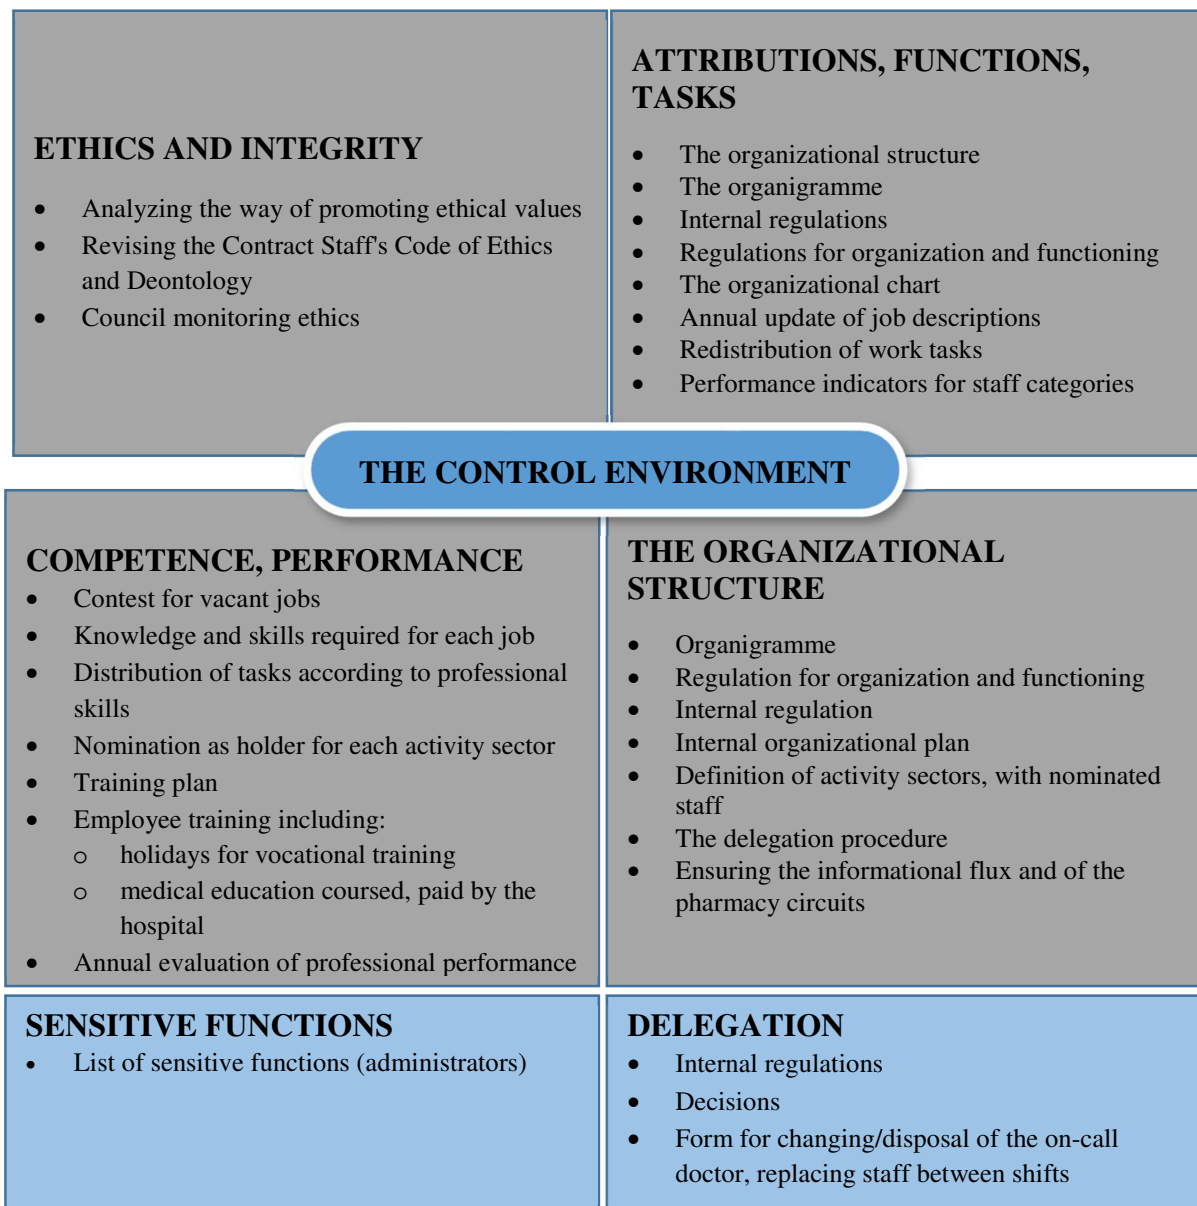 ETHICS AND INTEGRITY
• Analyzing the way of promoting ethical values
• Revising the Contract Staff's Code of Ethics
and Deontology
• Council monitoring ethics
ATTRIBUTIONS, FUNCTIONS,
TASKS
• The organizational structure
• The organigramme
• Internal regulations
• Regulations for organization and functioning
• The organizational chart
• Annual update of job descriptions
• Redistribution of work tasks
• Performance indicators for staff categories
THE CONTROL ENVIRONMENT
COMPETENCE, PERFORMANCE
• Contest for vacant jobs
• Knowledge and skills required for each job
• Distribution of tasks according to professional
skills
• Nomination as holder for each activity sector
• Training plan
• Employee training including:
o holidays for vocational training
o medical education coursed, paid by the
hospital
• Annual evaluation of professional performance
THE ORGANIZATIONAL
STRUCTURE
• Organigramme
• Regulation for organization and functioning
• Internal regulation
• Internal organizational plan
• Definition of activity sectors, with nominated
staff
• The delegation procedure
• Ensuring the informational flux and of the
pharmacy circuits
SENSITIVE FUNCTIONS
• List of sensitive functions (administrators)
DELEGATION
• Internal regulations
• Decisions
• Form for changing/disposal of the on-call
doctor, replacing staff between shifts